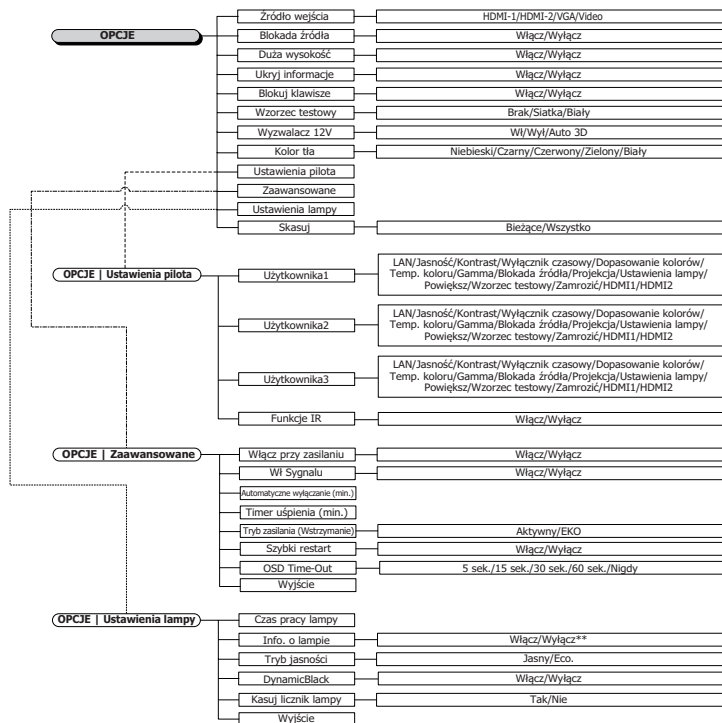 OPCJE
Źródło wejścia
HDMI-1/HDMI-2/VGA/Video
Blokada źródła
Włącz/Wyłącz
Duża wysokość
Włącz/Wyłącz
Ukryj informacje
Włącz/Wyłącz
Blokuj klawisze
Włącz/Wyłącz
Wzorzec testowy
Brak/Siatka/Biały
Wyzwalacz 12V
Wł/Wył/Auto 3D
Kolor tła
Niebieski/Czarny/Czerwony/Zielony/Biały
Ustawienia pilota
Zaawansowane
Ustawienia lampy
Skasuj
Bieżące/Wszystko
OPCJE | Ustawienia pilota
Użytkownika1
LAN/Jasność/Kontrast/Wyłącznik czasowy/Dopasowanie kolorów/
Temp. koloru/Gamma/Blokada źródła/Projekcja/Ustawienia lampy/
Powiększ/Wzorzec testowy/Zamrozić/HDMI1/HDMI2
Użytkownika2
LAN/Jasność/Kontrast/Wyłącznik czasowy/Dopasowanie kolorów/
Temp. koloru/Gamma/Blokada źródła/Projekcja/Ustawienia lampy/
Powiększ/Wzorzec testowy/Zamrozić/HDMI1/HDMI2
Użytkownika3
LAN/Jasność/Kontrast/Wyłącznik czasowy/Dopasowanie kolorów/
Temp. koloru/Gamma/Blokada źródła/Projekcja/Ustawienia lampy/
Powiększ/Wzorzec testowy/Zamrozić/HDMI1/HDMI2
Funkcje IR
Włącz/Wyłącz
OPCJE | Zaawansowane
Włącz przy zasilaniu
Włącz/Wyłącz
Wł Sygnalu
Włącz/Wyłącz
Automatyczne wyłączanie (min.)
Timer uśpienia (min.)
Tryb zasilania (Wstrzymanie)
Aktywny/EKO
Szybki restart
Włącz/Wyłącz
OSD Time-Out
5 sek./15 sek./30 sek./60 sek./Nigdy
Wyjście
OPCJE | Ustawienia lampy
Czas pracy lampy
Info. o lampie
Włącz/Wyłącz**
Tryb jasności
Jasny/Eco.
DynamicBlack
Włącz/Wyłącz
Kasuj licznik lampy
Tak/Nie
Wyjście